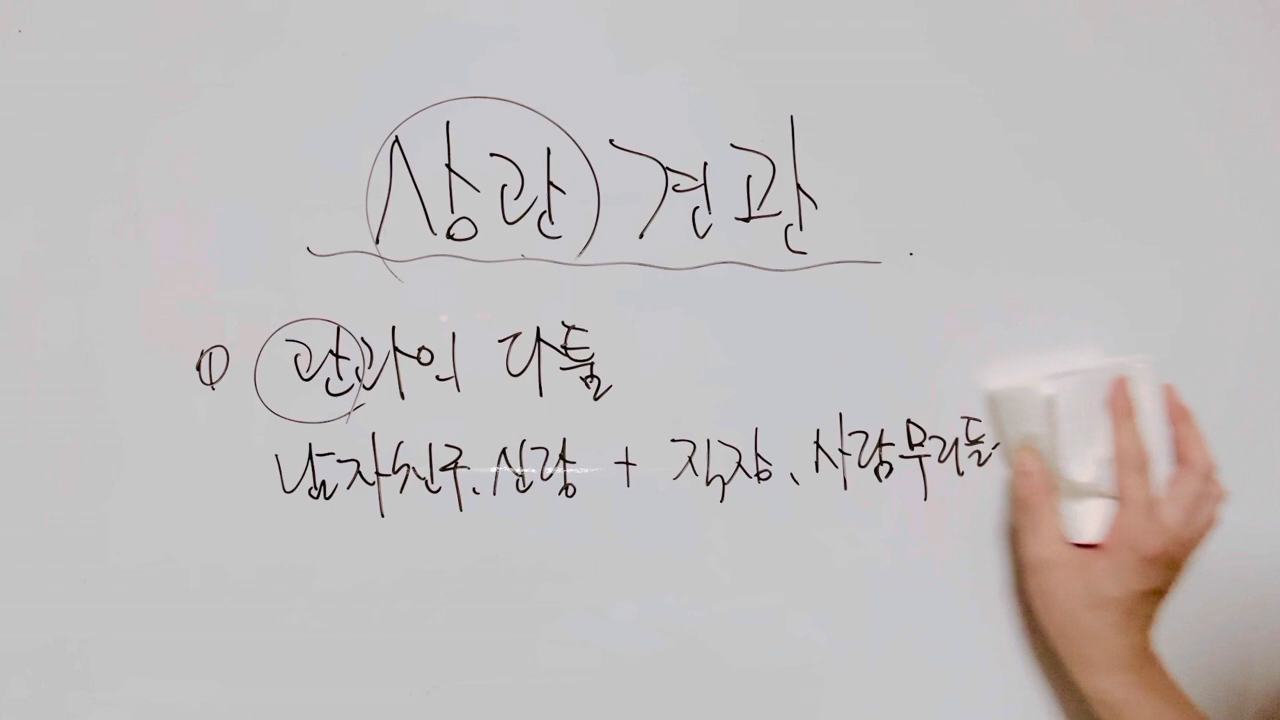 상관견관
① 관과의 다툼
남자친구, 신랑 + 직장, 사람무리들